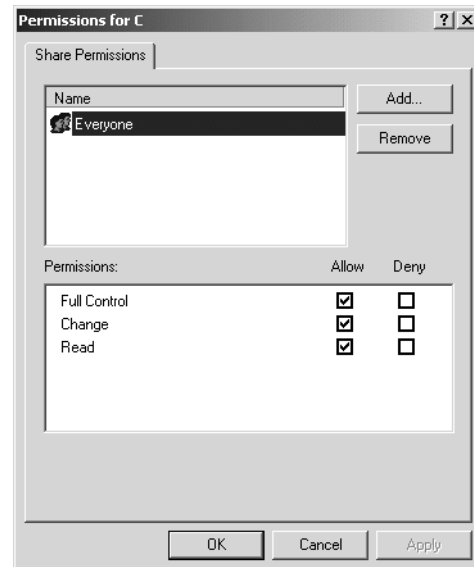 Permissions for C ? X
Share Permissions
Name
Add...
Everyone
Remove
Permissions: Allow Deny
Full Control
Change
Read
OK Cancel Apply